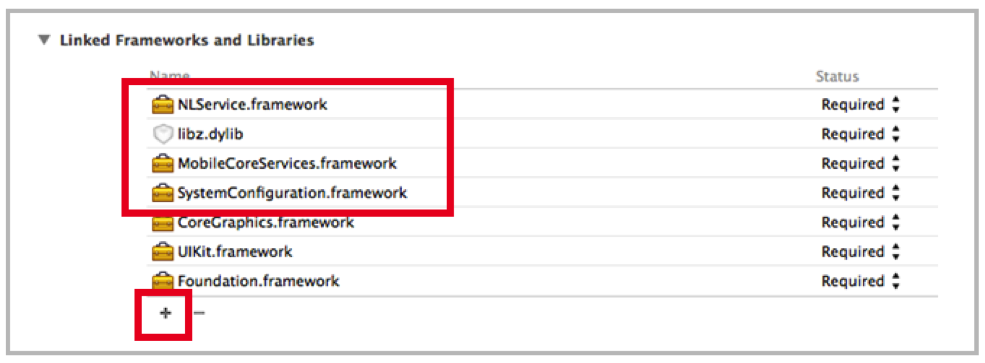 ▼ Linked Frameworks and Libraries
Name Status
NLService.framework Required
libz.dylib Required
MobileCoreServices.framework Required
SystemConfiguration.framework Required
CoreGraphics.framework Required
UIKit.framework Required
Foundation.framework Required
+ −